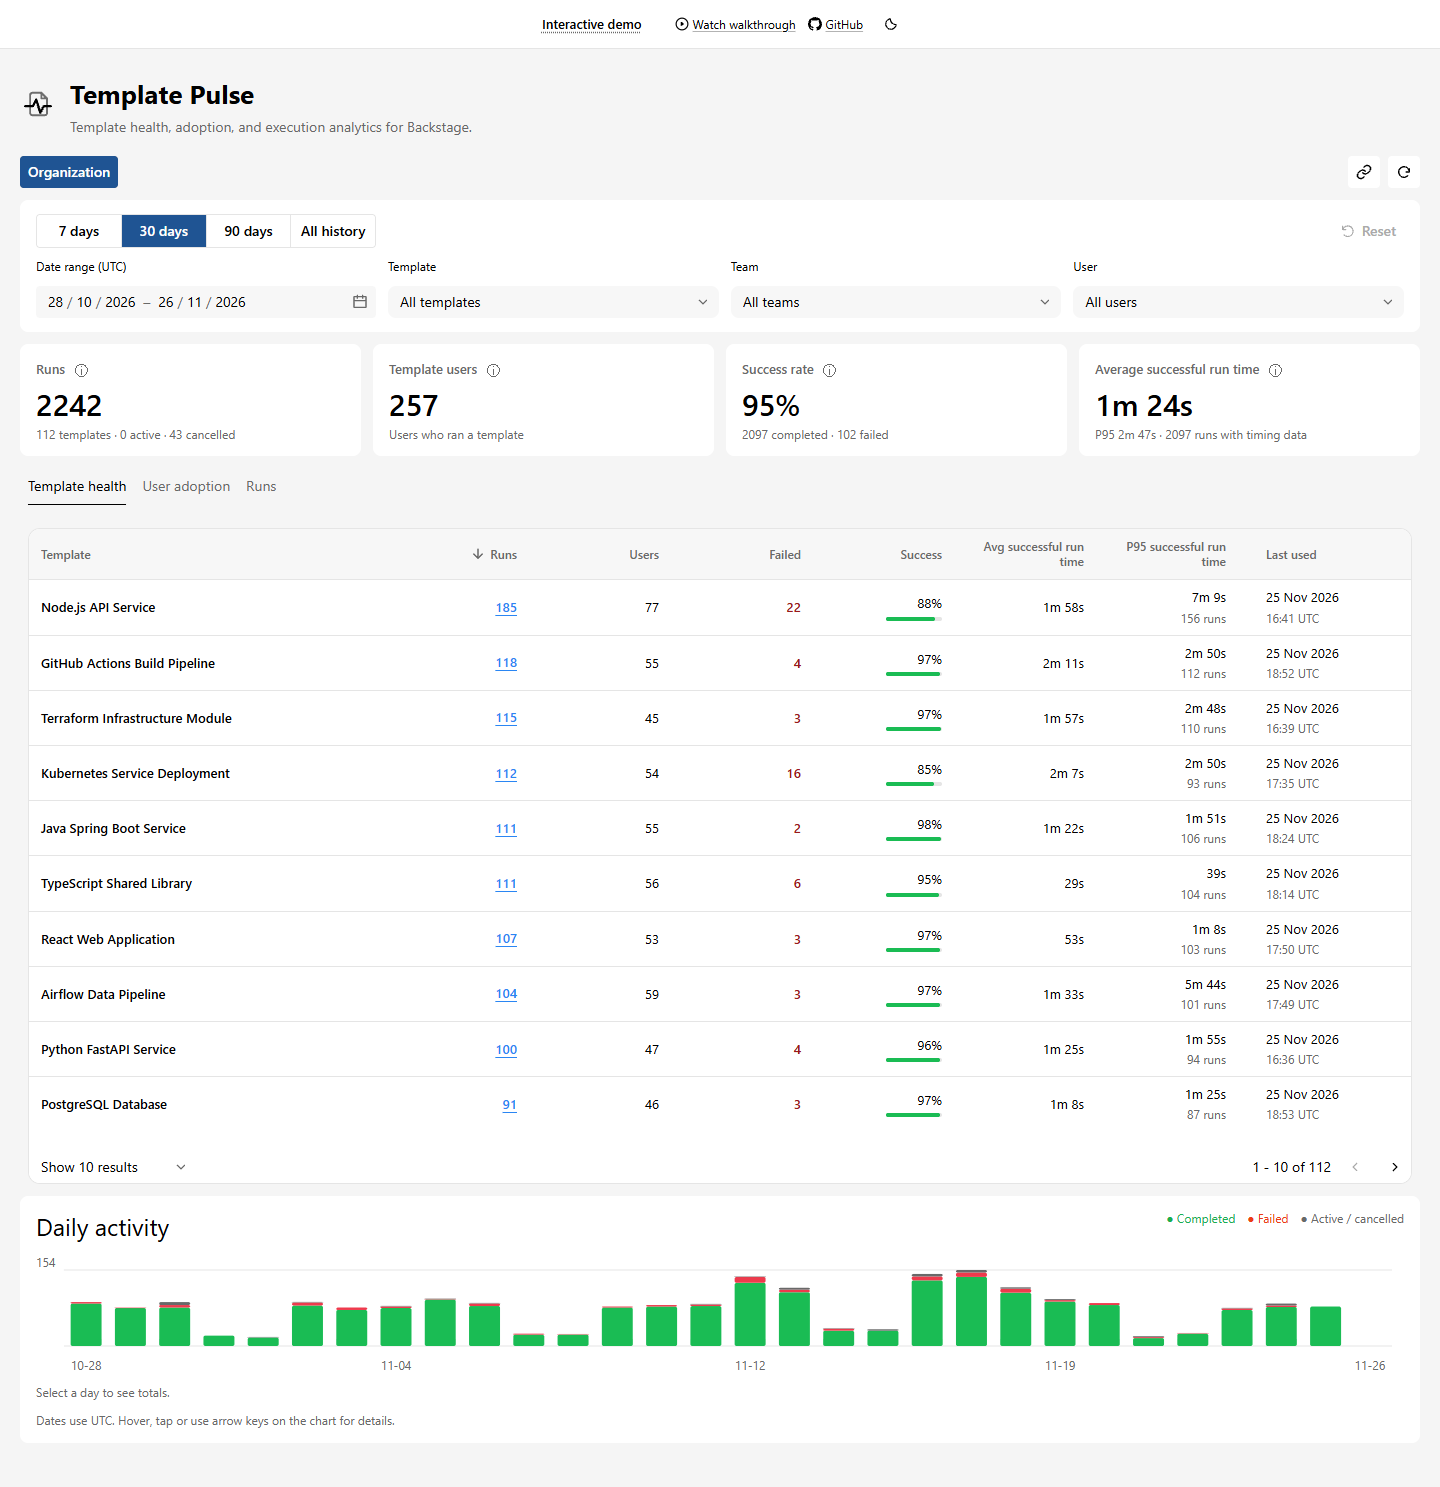 Interactive demo
Watch walkthrough
GitHub
Template Pulse
Template health, adoption, and execution analytics for Backstage.
Organization
7 days
30 days
90 days
All history
Reset
Date range (UTC)
Template
Team
User
28 / 10 / 2026 – 26 / 11 / 2026
All templates
All teams
All users
Runs
2242
112 templates · 0 active · 43 cancelled
Template users
257
Users who ran a template
Success rate
95%
2097 completed · 102 failed
Average successful run time
1m 24s
P95 2m 47s · 2097 runs with timing data
Template health
User adoption
Runs
Template
Runs
Users
Failed
Success
Avg successful run
time
P95 successful run
time
Last used
Node.js API Service 185 77 22 88% 1m 58s 7m 9s 25 Nov 2026
156 runs 16:41 UTC
GitHub Actions Build Pipeline 118 55 4 97% 2m 11s 2m 50s 25 Nov 2026
112 runs 18:52 UTC
Terraform Infrastructure Module 115 45 3 97% 1m 57s 2m 48s 25 Nov 2026
110 runs 16:39 UTC
Kubernetes Service Deployment 112 54 16 85% 2m 7s 2m 50s 25 Nov 2026
93 runs 17:35 UTC
Java Spring Boot Service 111 55 2 98% 1m 22s 1m 51s 25 Nov 2026
106 runs 18:24 UTC
TypeScript Shared Library 111 56 6 95% 29s 39s 25 Nov 2026
104 runs 18:14 UTC
React Web Application 107 53 3 97% 53s 1m 8s 25 Nov 2026
103 runs 17:50 UTC
Airflow Data Pipeline 104 59 3 97% 1m 33s 5m 44s 25 Nov 2026
101 runs 17:49 UTC
Python FastAPI Service 100 47 4 96% 1m 25s 1m 55s 25 Nov 2026
94 runs 16:36 UTC
PostgreSQL Database 91 46 3 97% 1m 8s 1m 25s 25 Nov 2026
87 runs 18:53 UTC
Show 10 results
1 - 10 of 112
Daily activity
Completed
Failed
Active / cancelled
154
10-28
11-04
11-12
11-19
11-26
Select a day to see totals.
Dates use UTC. Hover, tap or use arrow keys on the chart for details.